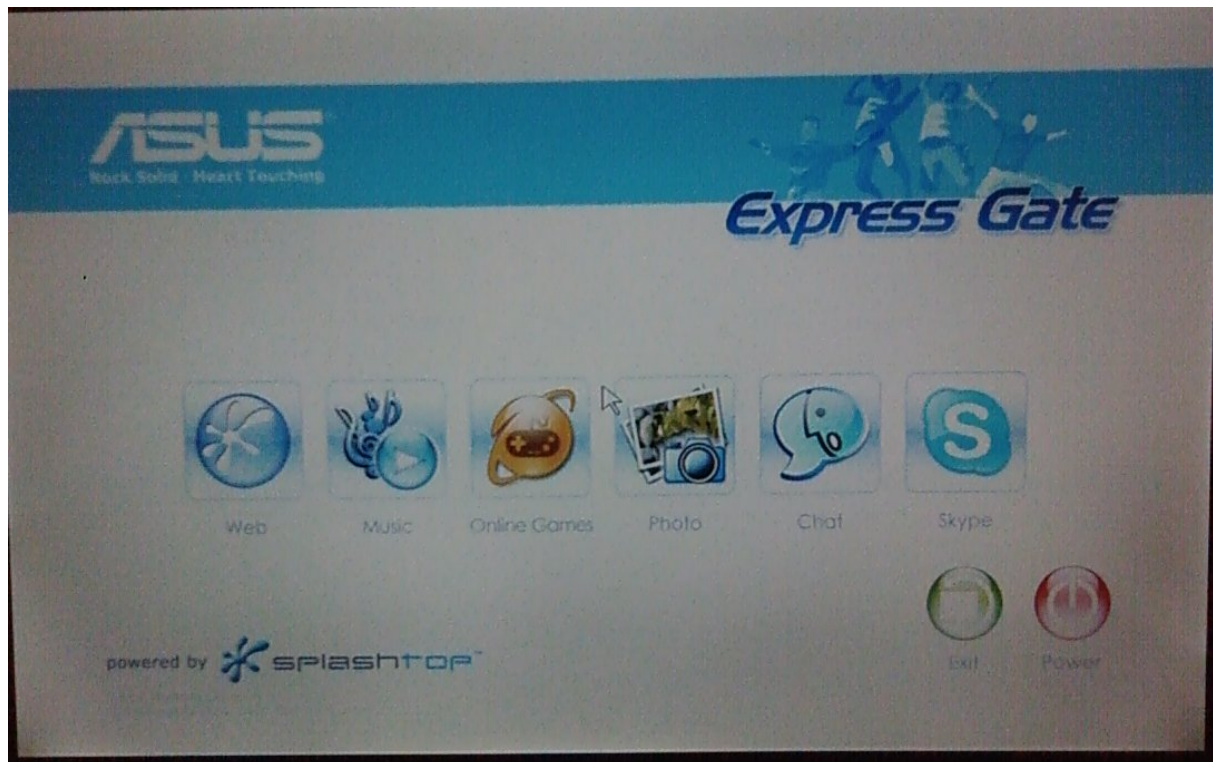 ASUS
Rock Solid · Heart Touching
Express Gate
Web
Music
Online Games
Photo
Chat
Skype
Exit
Power
powered by splashtop™